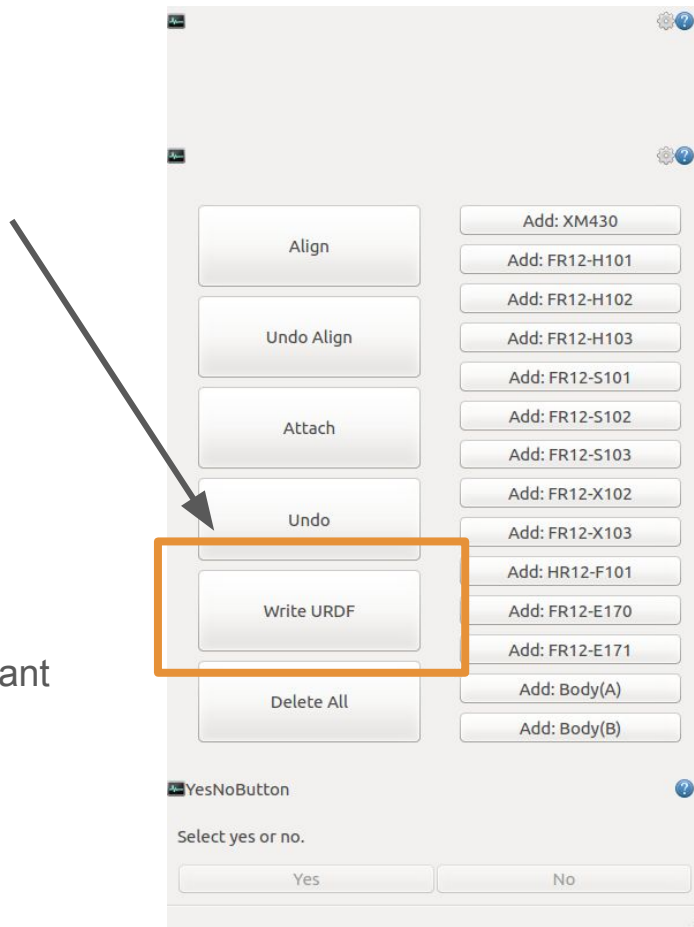 Align
Undo Align
Attach
Undo
Write URDF
Delete All
Add: XM430
Add: FR12-H101
Add: FR12-H102
Add: FR12-H103
Add: FR12-S101
Add: FR12-S102
Add: FR12-S103
Add: FR12-X102
Add: FR12-X103
Add: HR12-F101
Add: FR12-E170
Add: FR12-E171
Add: Body(A)
Add: Body(B)
ant
YesNoButton
Select yes or no.
Yes
No